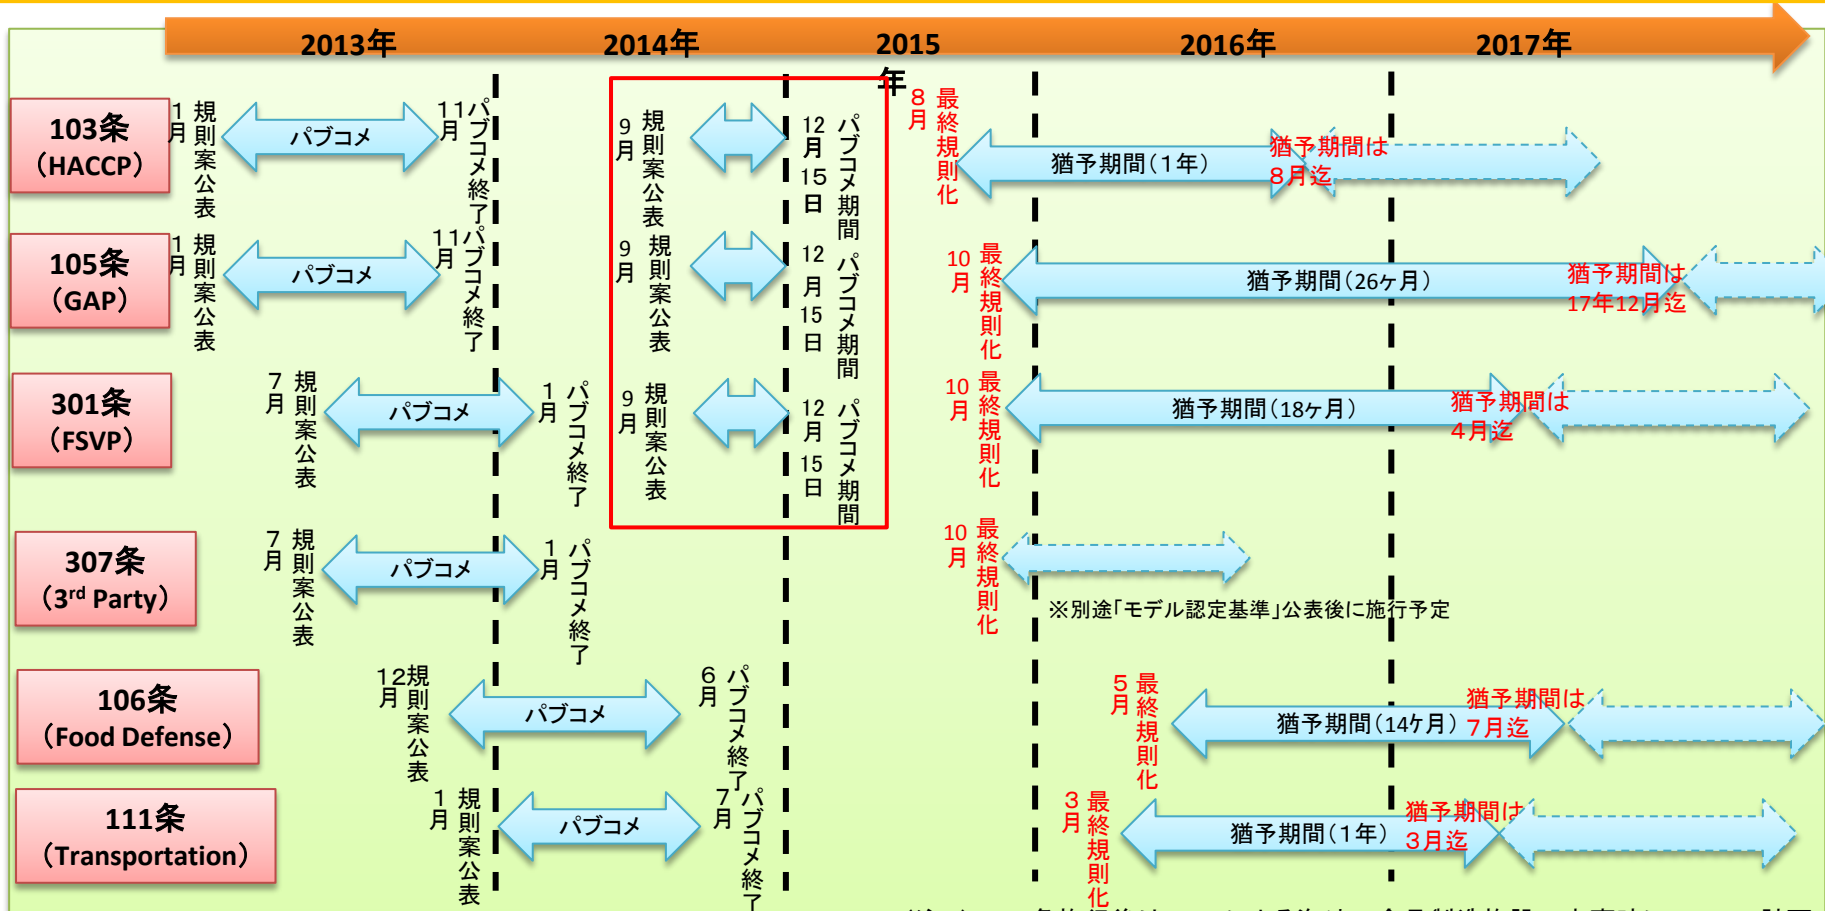 2013年
2014年
2015
年
2016年
2017年
103条
（HACCP）
1月
規則案公表
パブコメ
11月
パブコメ終了
9月
規則案公表
12月15日
パブコメ期間
8月
最終規則化
猶予期間（1年）
猶予期間は
8月迄
105条
（GAP）
1月
規則案公表
パブコメ
11月
パブコメ終了
9月
規則案公表
12月15日
パブコメ期間
10月
最終規則化
猶予期間（26ヶ月）
猶予期間は
17年12月迄
301条
（FSVP）
7月
規則案公表
パブコメ
1月
パブコメ終了
9月
規則案公表
12月15日
パブコメ期間
10月
最終規則化
猶予期間（18ヶ月）
猶予期間は
4月迄
307条
（3rd Party）
7月
規則案公表
パブコメ
1月
パブコメ終了
10月
最終規則化
※別途「モデル認定基準」公表後に施行予定
106条
（Food Defense）
12月
規則案公表
パブコメ
6月
パブコメ終了
5月
最終規則化
猶予期間（14ケ月）
猶予期間は
7月迄
111条
（Transportation）
1月
規則案公表
パブコメ
7月
パブコメ終了
3月
最終規則化
猶予期間（1年）
猶予期間は
3月迄